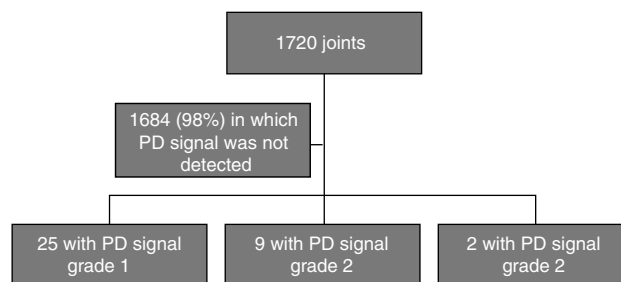 1720 joints
1684 (98%) in which
PD signal was not
detected
25 with PD signal
grade 1
9 with PD signal
grade 2
2 with PD signal
grade 2